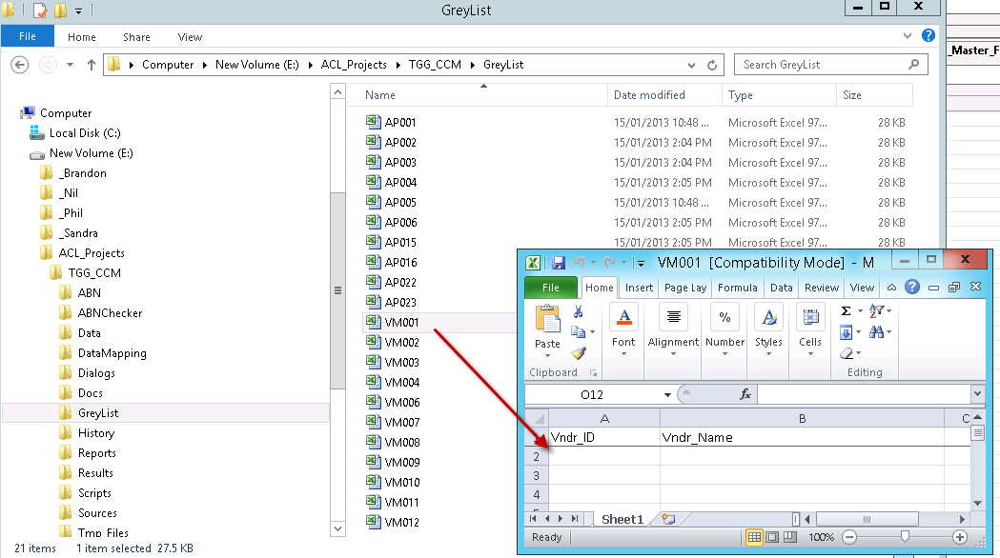 GreyList
File Home Share View
Computer New Volume (E:) ACL_Projects TGG_CCM GreyList
Search GreyList
_Master_F
Computer
Local Disk (C:)
New Volume (E:)
_Brandon
_Nil
_Phil
_Sandra
ACL_Projects
TGG_CCM
ABN
ABNChecker
Data
DataMapping
Dialogs
Docs
GreyList
History
Reports
Results
Scripts
Sources
Tmp_Files
Name Date modified Type Size
AP001 15/01/2013 10:48 ... Microsoft Excel 97... 28 KB
AP002 15/01/2013 2:04 PM Microsoft Excel 97... 28 KB
AP003 15/01/2013 2:04 PM Microsoft Excel 97... 28 KB
AP004 15/01/2013 2:05 PM Microsoft Excel 97... 28 KB
AP005 15/01/2013 10:48 ... Microsoft Excel 97... 28 KB
AP006 15/01/2013 2:05 PM Microsoft Excel 97... 28 KB
AP015 15/01/2013 2:05 PM Microsoft Excel 97... 28 KB
AP016
AP022
AP023
VM001
VM002
VM003
VM004
VM006
VM007
VM008
VM009
VM010
VM011
VM012
21 items 1 item selected 27.5 KB
VM001 [Compatibility Mode] - M
File Home Insert Page Lay Formula Data Review View
Paste Font Alignment Number Styles Cells
Clipboard Editing
O12 fx
A B C
1 Vndr_ID Vndr_Name
2
3
4
5
Sheet1
Ready 100%